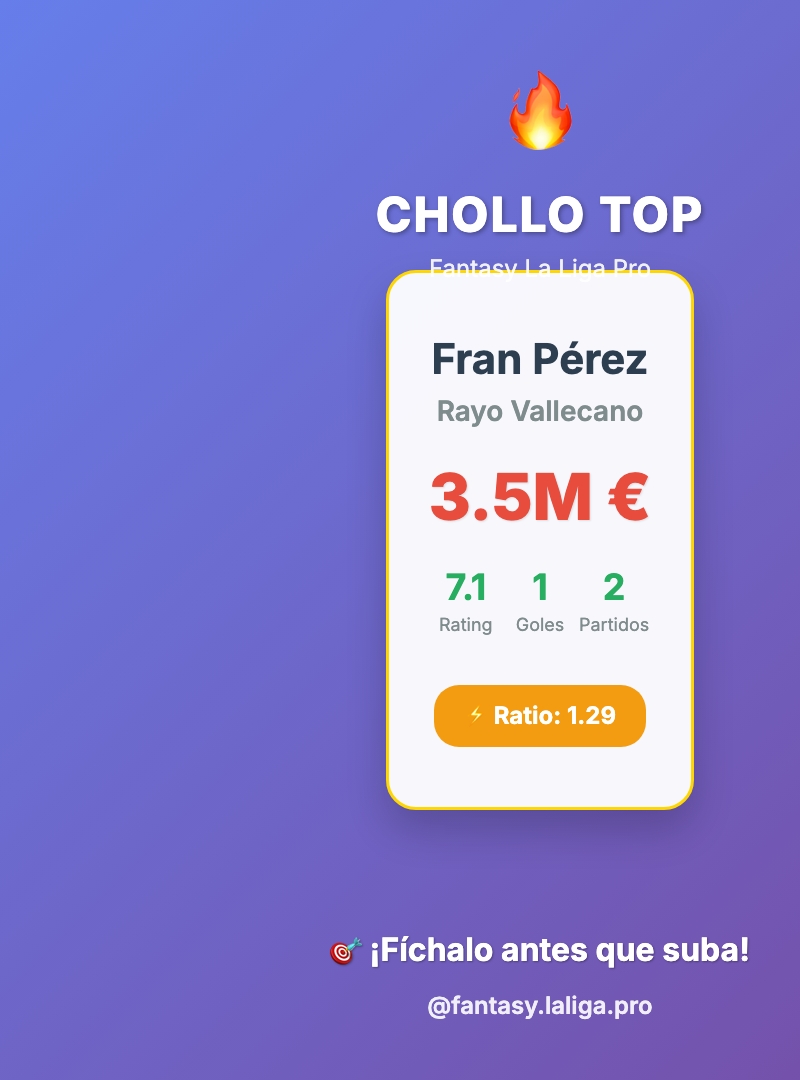 CHOLLO TOP
Fantasy La Liga Pro
Fran Pérez
Rayo Vallecano
3.5M €
7.1 1 2
Rating Goles Partidos
⚡ Ratio: 1.29
🎯 ¡Fíchalo antes que suba!
@fantasy.laliga.pro